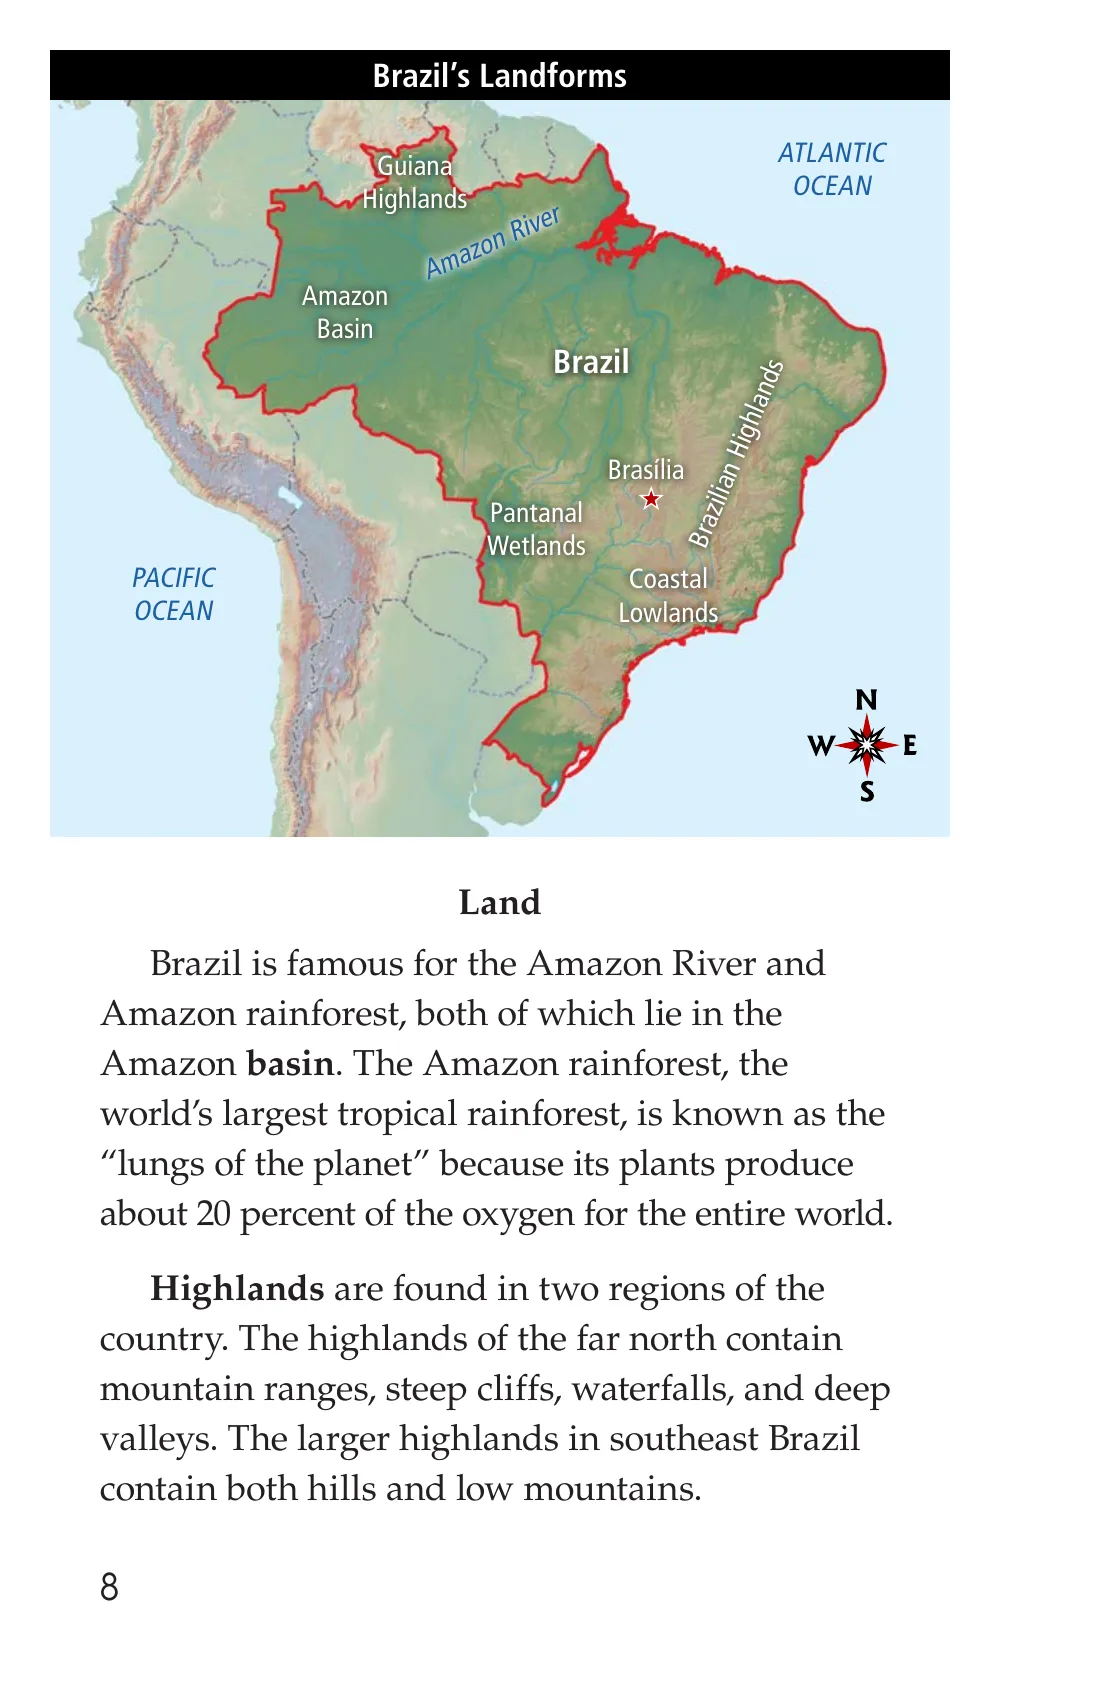 Brazil’s Landforms
ATLANTIC
OCEAN
Guiana
Highlands
Amazon River
Amazon
Basin
Brazil
Brazilian Highlands
Brasília
Pantanal
Wetlands
Coastal
Lowlands
PACIFIC
OCEAN
N
W E
S
Land
Brazil is famous for the Amazon River and
Amazon rainforest, both of which lie in the
Amazon basin. The Amazon rainforest, the
world’s largest tropical rainforest, is known as the
“lungs of the planet” because its plants produce
about 20 percent of the oxygen for the entire world.
Highlands are found in two regions of the
country. The highlands of the far north contain
mountain ranges, steep cliffs, waterfalls, and deep
valleys. The larger highlands in southeast Brazil
contain both hills and low mountains.
8